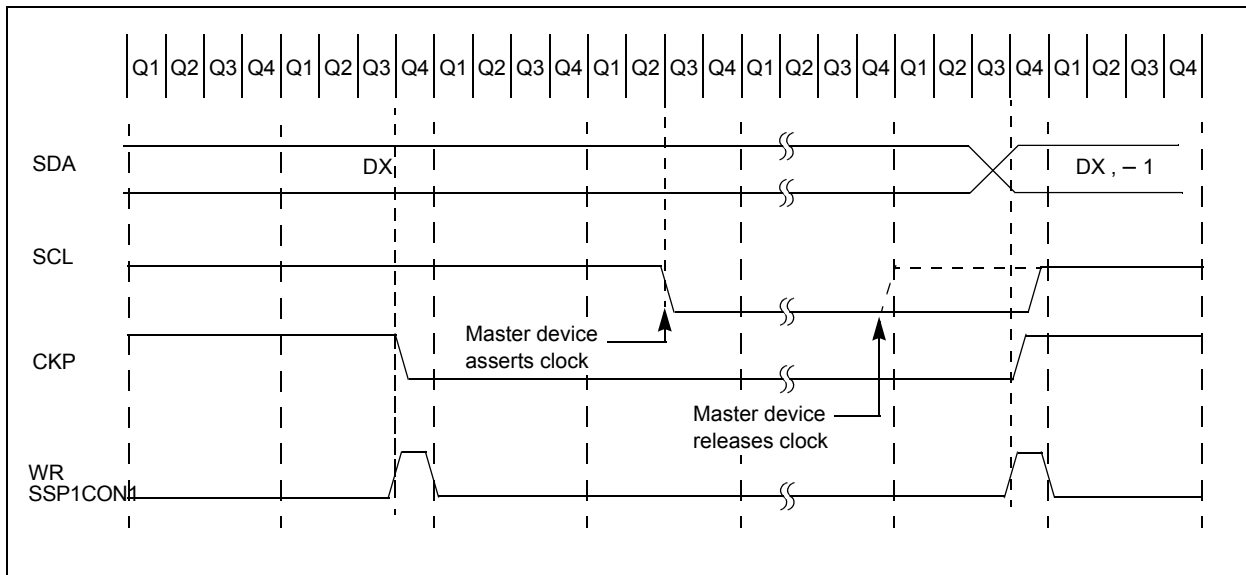 Q1 Q2 Q3 Q4 Q1 Q2 Q3 Q4 Q1 Q2 Q3 Q4 Q1 Q2 Q3 Q4 Q1 Q2 Q3 Q4 Q1 Q2 Q3 Q4 Q1 Q2 Q3 Q4
SDA
DX
DX , – 1
SCL
Master device
asserts clock
CKP
Master device
releases clock
WR
SSP1CON1